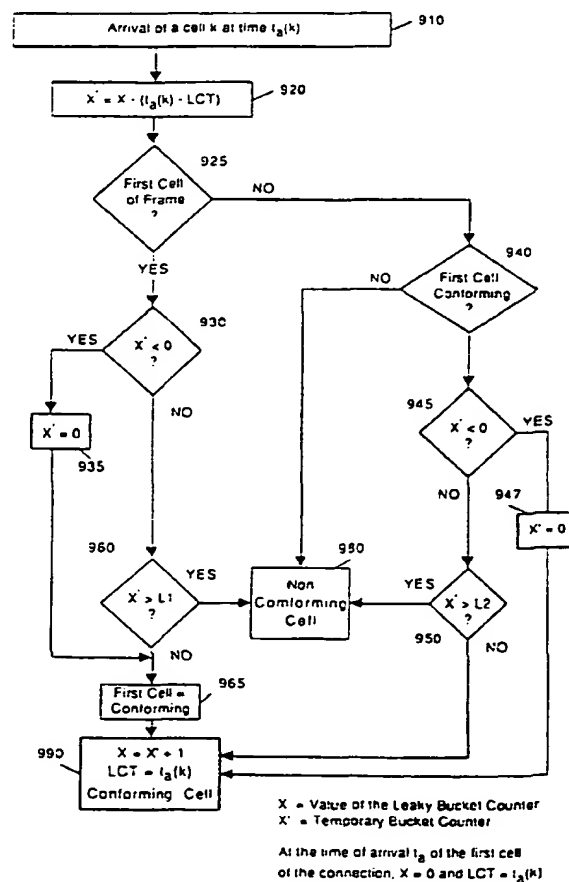 Arrival of a cell k at time ta(k)
910
X' = X - (ta(k) - LCT)
920
925
First Cell
of Frame
?
NO
YES
940
First Cell
Conforming
?
NO
930
X' < 0
?
YES
NO
X' = 0
935
945
X' < 0
?
YES
NO
947
X' = 0
960
X' > L1
?
YES
NO
980
Non
Comforming
Cell
YES
X' > L2
?
950
NO
965
First Cell =
Conforming
990
X = X' + 1
LCT = ta(k)
Conforming Cell
X = Value of the Leaky Bucket Counter
X' = Temporary Bucket Counter
At the time of arrival ta of the first cell
of the connection, X = 0 and LCT = ta(k)